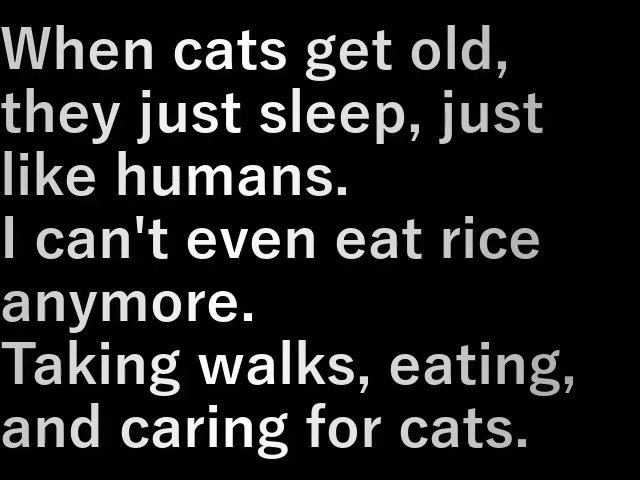 When cats get old,
they just sleep, just
like humans.
I can't even eat rice
anymore.
Taking walks, eating,
and caring for cats.